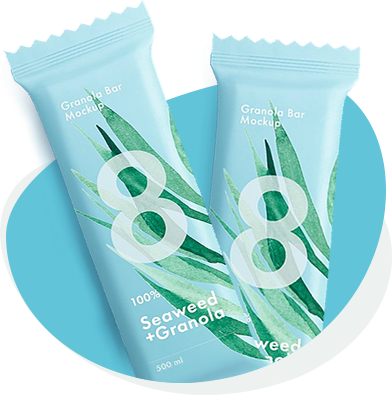 Granola Bar
Mockup
8
100%
Seaweed
+Granola
500 ml
Granola Bar
Mockup
8
weed